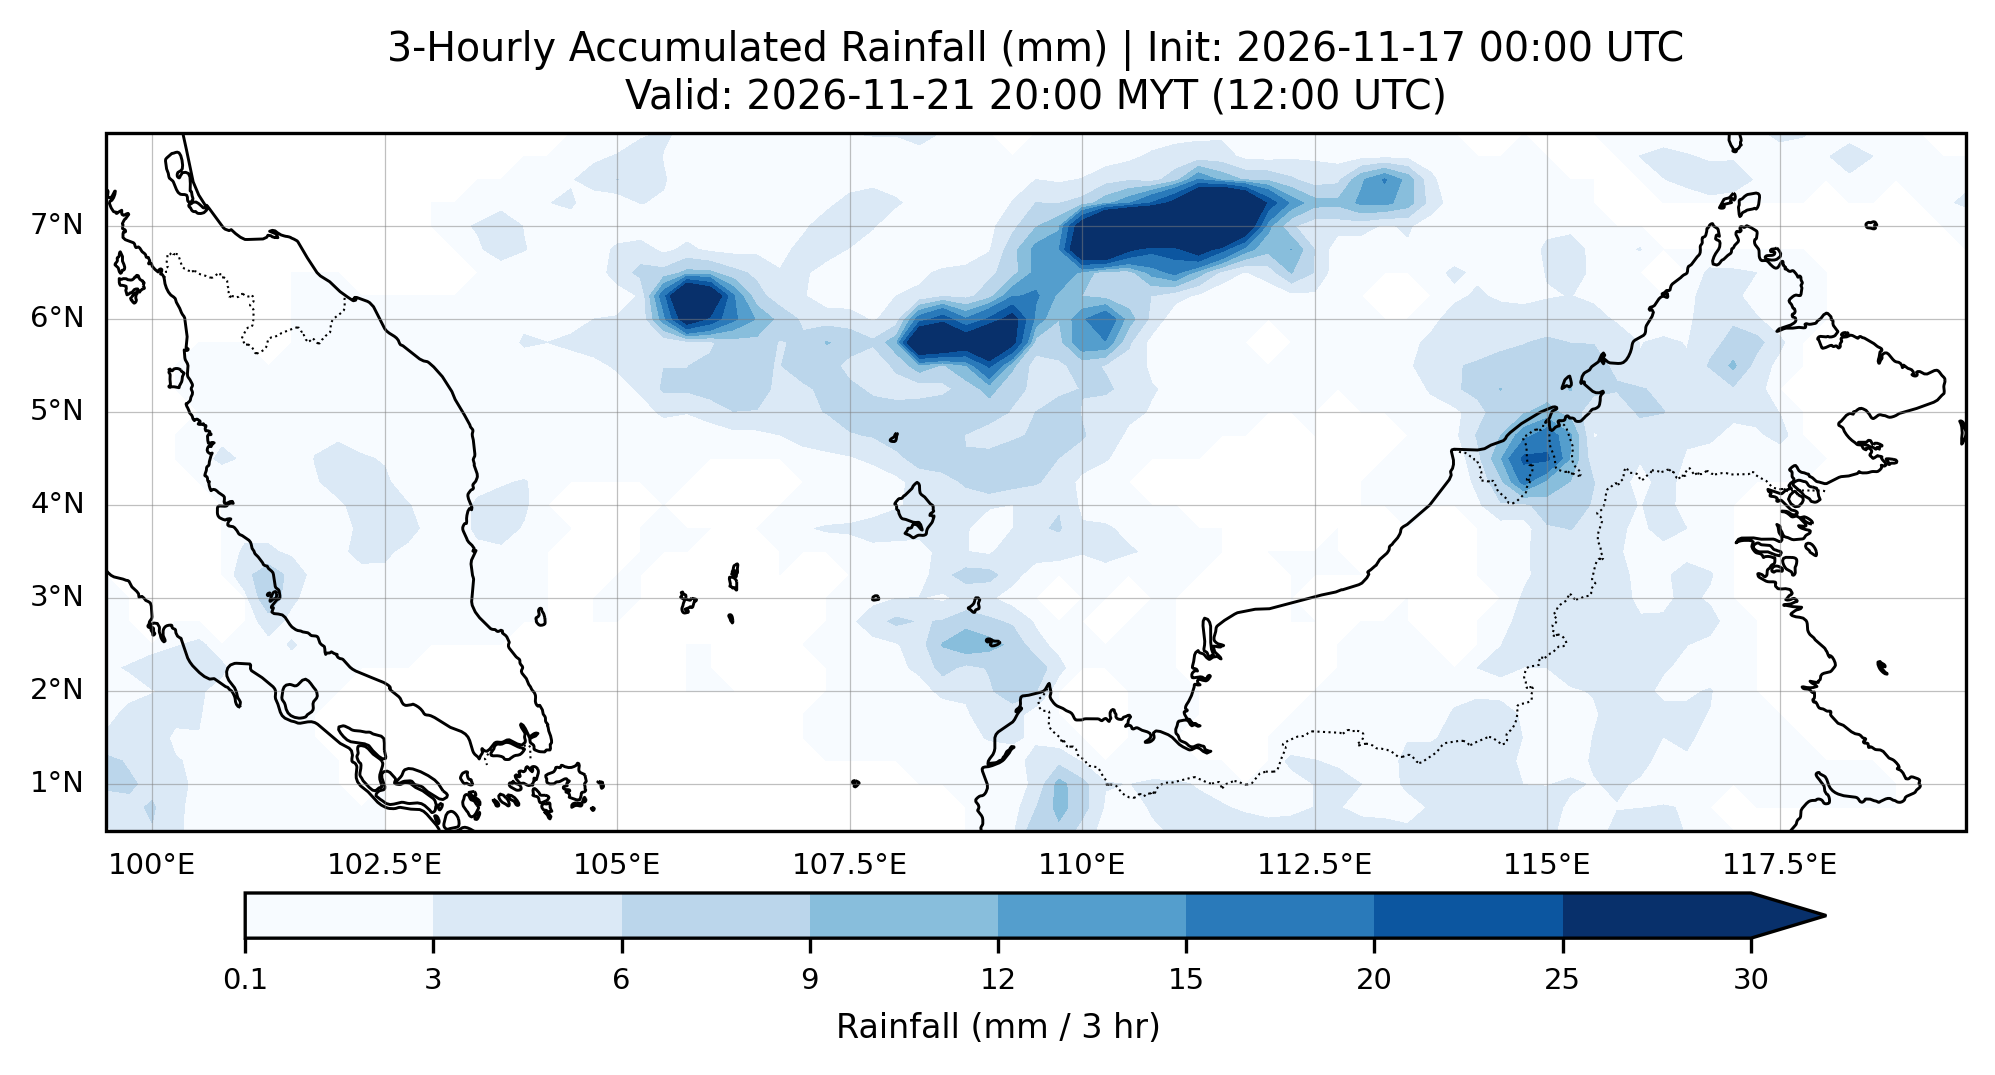 3-Hourly Accumulated Rainfall (mm) | Init: 2026-11-17 00:00 UTC
Valid: 2026-11-21 20:00 MYT (12:00 UTC)
7°N
6°N
5°N
4°N
3°N
2°N
1°N
100°E 102.5°E 105°E 107.5°E 110°E 112.5°E 115°E 117.5°E
0.1 3 6 9 12 15 20 25 30
Rainfall (mm / 3 hr)